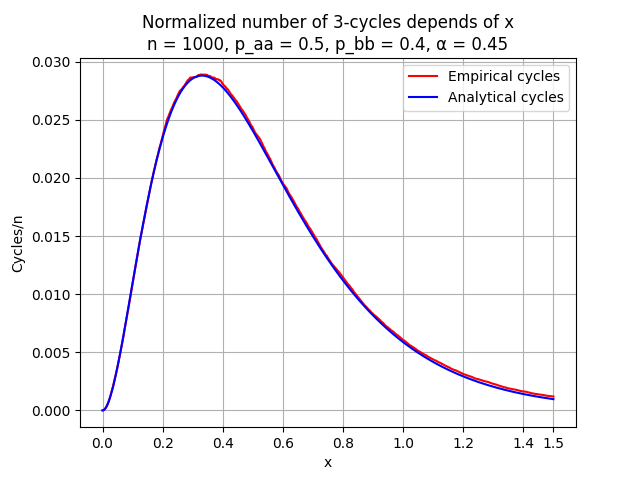 Normalized number of 3-cycles depends of x
n = 1000, p_aa = 0.5, p_bb = 0.4, α = 0.45
Empirical cycles
Analytical cycles
Cycles/n
0.030
0.025
0.020
0.015
0.010
0.005
0.000
0.0 0.2 0.4 0.6 0.8 1.0 1.2 1.4 1.5
x